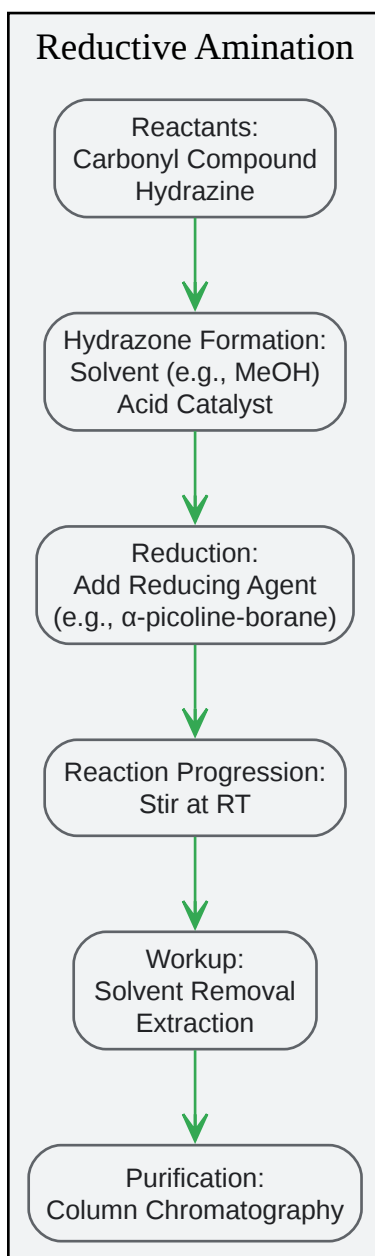 Reductive Amination
Reactants:
Carbonyl Compound
Hydrazine
Hydrazone Formation:
Solvent (e.g., MeOH)
Acid Catalyst
Reduction:
Add Reducing Agent
(e.g., α-picoline-borane)
Reaction Progression:
Stir at RT
Workup:
Solvent Removal
Extraction
Purification:
Column Chromatography